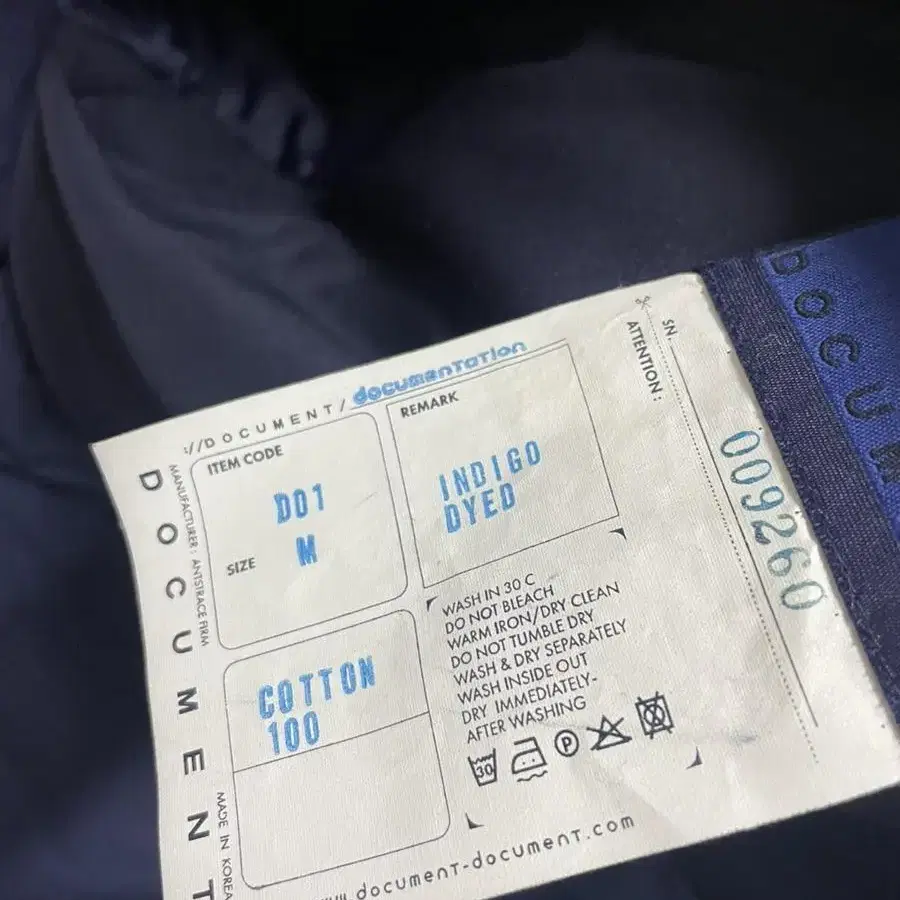 ://DOCUMENT/documentation
ITEM CODE
D01
SIZE
M
REMARK
INDIGO
DYED
COTTON
100
WASH IN 30 C
DO NOT BLEACH
WARM IRON/DRY CLEAN
DO NOT TUMBLE DRY
WASH & DRY SEPARATELY
WASH INSIDE OUT
DRY IMMEDIATELY-
AFTER WASHING
30
P
document-document.com
DOCUMENT
MANUFACTURER: ANTSTRACE FIRM
MADE IN KOREA
ATTENTION:
SN.
009260
DOCUM